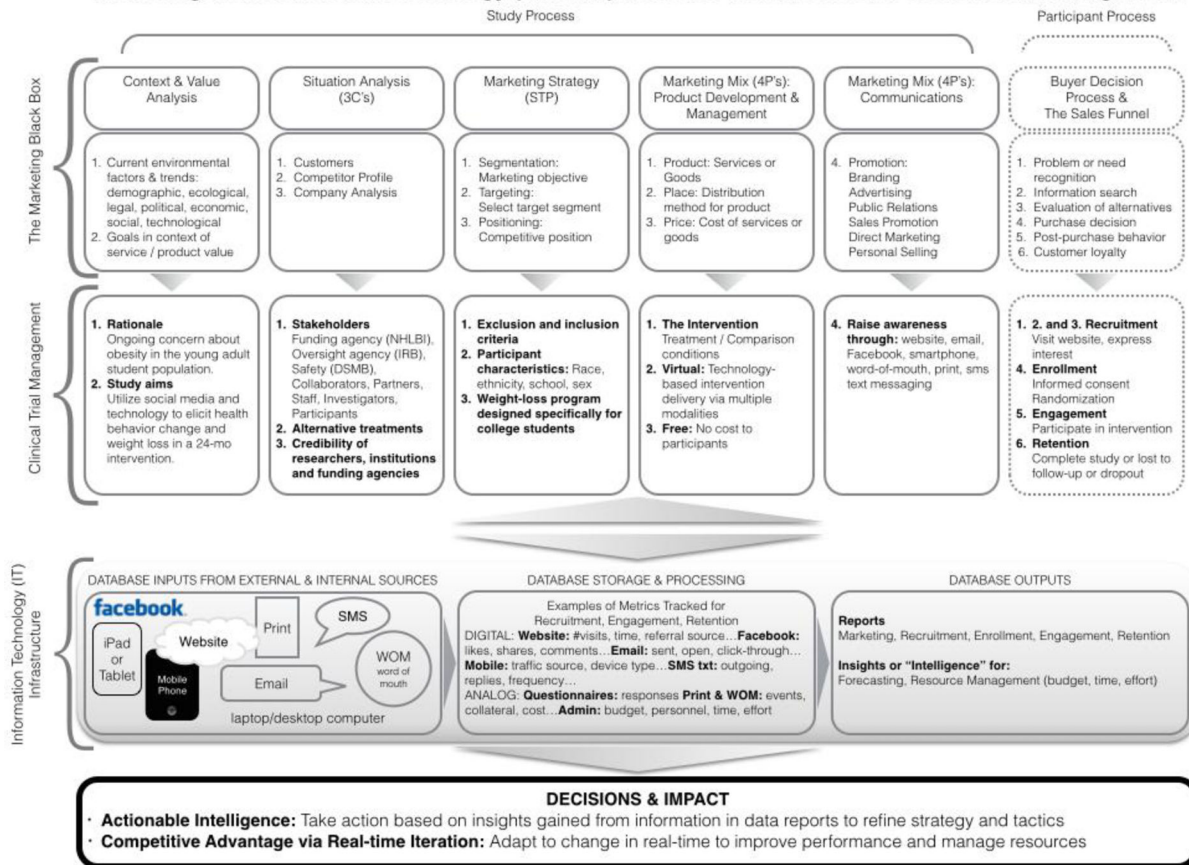 Study Process
Participant Process
The Marketing Black Box
Context & Value
Analysis
Situation Analysis
(3C's)
Marketing Strategy
(STP)
Marketing Mix (4P's):
Product Development &
Management
Marketing Mix (4P's):
Communications
Buyer Decision
Process &
The Sales Funnel
1. Current environmental
factors & trends:
demographic, ecological,
legal, political, economic,
social, technological
2. Goals in context of
service / product value
1. Customers
2. Competitor Profile
3. Company Analysis
1. Segmentation:
Marketing objective
2. Targeting:
Select target segment
3. Positioning:
Competitive position
1. Product: Services or
Goods
2. Place: Distribution
method for product
3. Price: Cost of services or
goods
4. Promotion:
Branding
Advertising
Public Relations
Sales Promotion
Direct Marketing
Personal Selling
1. Problem or need
recognition
2. Information search
3. Evaluation of alternatives
4. Purchase decision
5. Post-purchase behavior
6. Customer loyalty
Clinical Trial Management
1. Rationale
Ongoing concern about
obesity in the young adult
student population.
2. Study aims
Utilize social media and
technology to elicit health
behavior change and
weight loss in a 24-mo
intervention.
1. Stakeholders
Funding agency (NHLBI),
Oversight agency (IRB),
Safety (DSMB),
Collaborators, Partners,
Staff, Investigators,
Participants
2. Alternative treatments
3. Credibility of
researchers, institutions
and funding agencies
1. Exclusion and inclusion
criteria
2. Participant
characteristics: Race,
ethnicity, school, sex
3. Weight-loss program
designed specifically for
college students
1. The Intervention
Treatment / Comparison
conditions
2. Virtual: Technology-
based intervention
delivery via multiple
modalities
3. Free: No cost to
participants
4. Raise awareness
through: website, email,
Facebook, smartphone,
word-of-mouth, print, sms
text messaging
1. 2. and 3. Recruitment
Visit website, express
interest
4. Enrollment
Informed consent
Randomization
5. Engagement
Participate in intervention
6. Retention
Complete study or lost to
follow-up or dropout
Information Technology (IT)
Infrastructure
DATABASE INPUTS FROM EXTERNAL & INTERNAL SOURCES
facebook
iPad
or
Tablet
Mobile
Phone
Website
Print
SMS
Email
WOM
word of
mouth
laptop/desktop computer
DATABASE STORAGE & PROCESSING
Examples of Metrics Tracked for
Recruitment, Engagement, Retention
DIGITAL: Website: #visits, time, referral source…Facebook:
likes, shares, comments…Email: sent, open, click-through…
Mobile: traffic source, device type…SMS txt: outgoing,
replies, frequency…
ANALOG: Questionnaires: responses Print & WOM: events,
collateral, cost…Admin: budget, personnel, time, effort
DATABASE OUTPUTS
Reports
Marketing, Recruitment, Enrollment, Engagement, Retention
Insights or “Intelligence” for:
Forecasting, Resource Management (budget, time, effort)
DECISIONS & IMPACT
· Actionable Intelligence: Take action based on insights gained from information in data reports to refine strategy and tactics
· Competitive Advantage via Real-time Iteration: Adapt to change in real-time to improve performance and manage resources